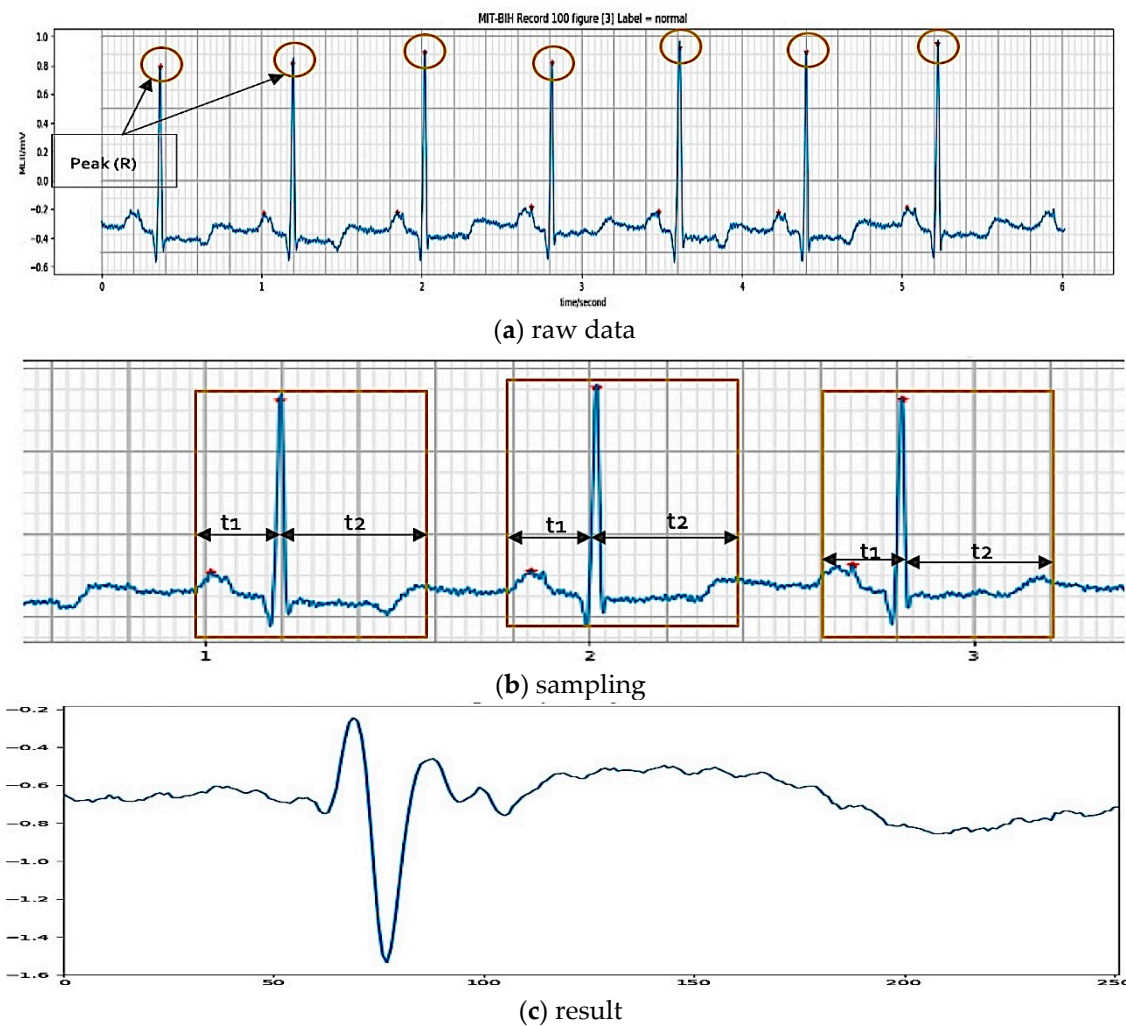 MIT-BIH Record 100 figure [3] Label = normal
1.0
0.8
0.6
0.4
0.2
0.0
−0.2
−0.4
−0.6
MLII/mV
Peak (R)
0 1 2 3 4 5 6
time/second
(a) raw data
t1 t2 t1 t2 t1 t2
1 2 3
(b) sampling
−0.2
−0.4
−0.6
−0.8
−1.0
−1.2
−1.4
−1.6
0 50 100 150 200 250
(c) result